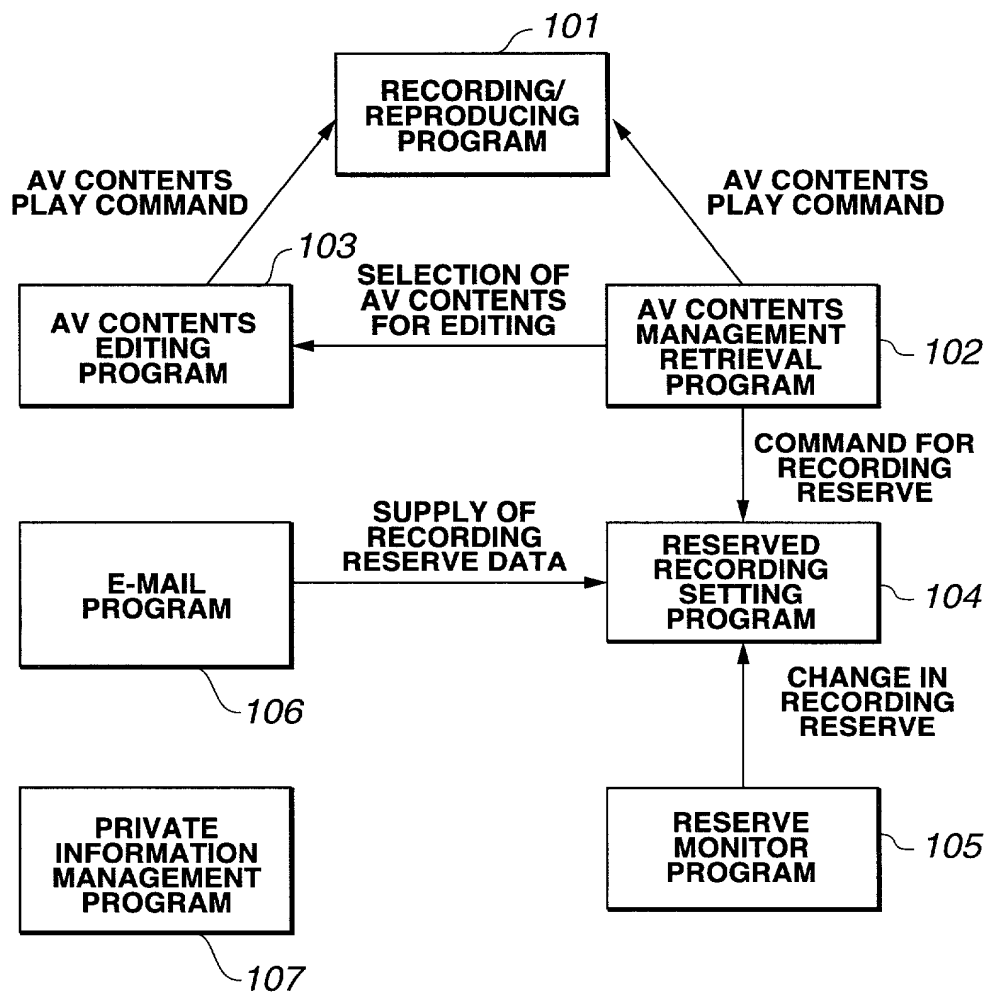 101
RECORDING/
REPRODUCING
PROGRAM
AV CONTENTS
PLAY COMMAND
AV CONTENTS
PLAY COMMAND
103
AV CONTENTS
EDITING
PROGRAM
SELECTION OF
AV CONTENTS
FOR EDITING
AV CONTENTS
MANAGEMENT
RETRIEVAL
PROGRAM
102
COMMAND FOR
RECORDING
RESERVE
E-MAIL
PROGRAM
106
SUPPLY OF
RECORDING
RESERVE DATA
RESERVED
RECORDING
SETTING
PROGRAM
104
CHANGE IN
RECORDING
RESERVE
PRIVATE
INFORMATION
MANAGEMENT
PROGRAM
107
RESERVE
MONITOR
PROGRAM
105